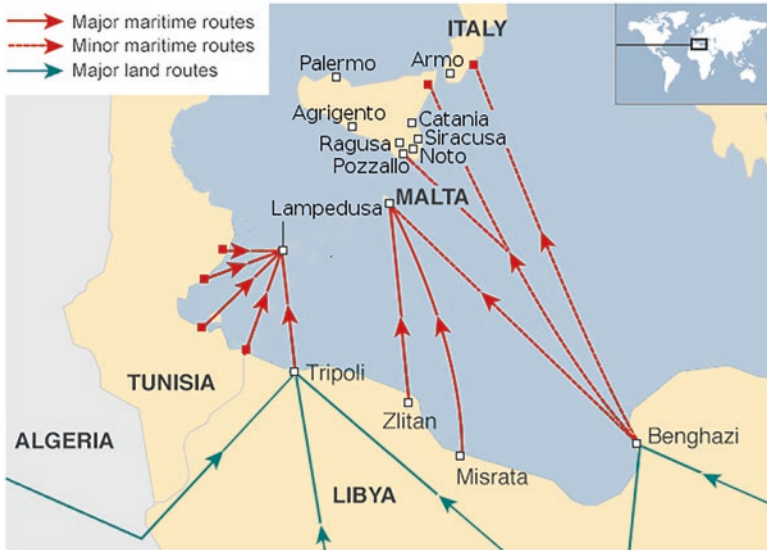 Major maritime routes
Minor maritime routes
Major land routes
ITALY
Palermo
Armo
Agrigento
Catania
Siracusa
Ragusa
Noto
Pozzallo
MALTA
Lampedusa
TUNISIA
Tripoli
Zlitan
Benghazi
ALGERIA
Misrata
LIBYA